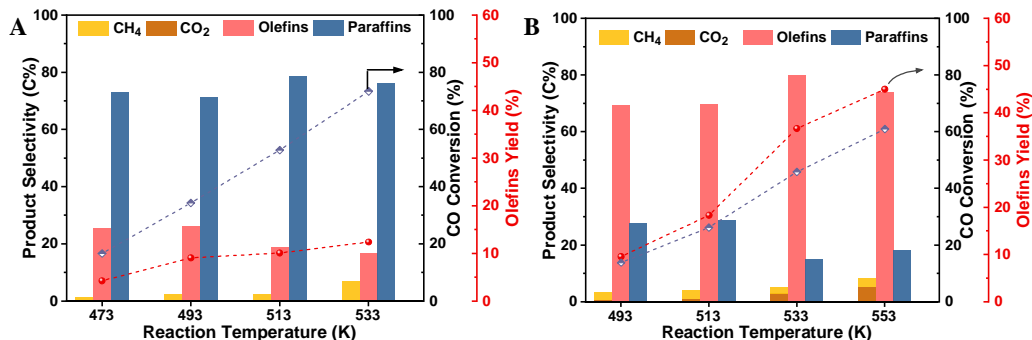 A
CH4 CO2 Olefins Paraffins
Product Selectivity (C%)
100
80
60
40
20
0
473 493 513 533
Reaction Temperature (K)
100
80
60
40
20
0
CO Conversion (%)
60
50
40
30
20
10
0
Olefins Yield (%)
B
CH4 CO2 Olefins Paraffins
Product Selectivity (C%)
100
80
60
40
20
0
493 513 533 553
Reaction Temperature (K)
100
80
60
40
20
0
CO Conversion (%)
60
50
40
30
20
10
0
Olefins Yield (%)